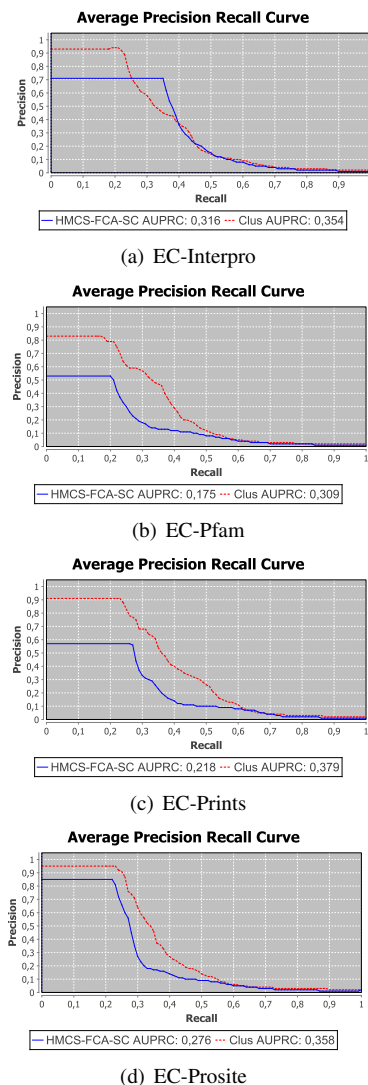 Average Precision Recall Curve
1
0,9
0,8
0,7
0,6
0,5
0,4
0,3
0,2
0,1
0
Precision
0 0,1 0,2 0,3 0,4 0,5 0,6 0,7 0,8 0,9
Recall
HMCS-FCA-SC AUPRC: 0,316 Clus AUPRC: 0,354
(a) EC-Interpro
Average Precision Recall Curve
1
0,9
0,8
0,7
0,6
0,5
0,4
0,3
0,2
0,1
0
Precision
0 0,1 0,2 0,3 0,4 0,5 0,6 0,7 0,8 0,9 1
Recall
HMCS-FCA-SC AUPRC: 0,175 Clus AUPRC: 0,309
(b) EC-Pfam
Average Precision Recall Curve
1
0,9
0,8
0,7
0,6
0,5
0,4
0,3
0,2
0,1
0
Precision
0 0,1 0,2 0,3 0,4 0,5 0,6 0,7 0,8 0,9 1
Recall
HMCS-FCA-SC AUPRC: 0,218 Clus AUPRC: 0,379
(c) EC-Prints
Average Precision Recall Curve
1
0,9
0,8
0,7
0,6
0,5
0,4
0,3
0,2
0,1
0
Precision
0 0,1 0,2 0,3 0,4 0,5 0,6 0,7 0,8 0,9 1
Recall
HMCS-FCA-SC AUPRC: 0,276 Clus AUPRC: 0,358
(d) EC-Prosite